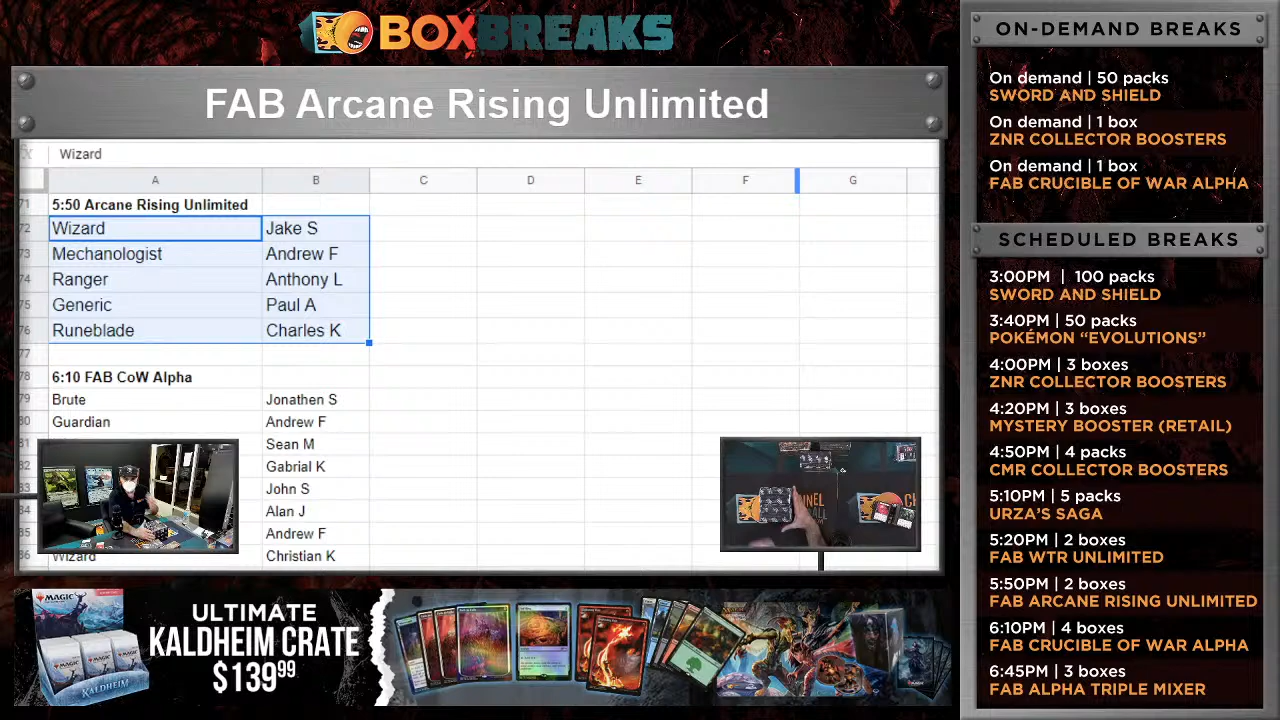 BOXBREAKS
FAB Arcane Rising Unlimited
Wizard
A B C D E F G
71 5:50 Arcane Rising Unlimited
72 Wizard Jake S
73 Mechanologist Andrew F
74 Ranger Anthony L
75 Generic Paul A
76 Runeblade Charles K
77
78 6:10 FAB CoW Alpha
79 Brute Jonathen S
80 Guardian Andrew F
81 Sean M
82 Gabrial K
83 John S
84 Alan J
85 Andrew F
86 Wizard Christian K
MAGIC
KALDHEIM
ULTIMATE
KALDHEIM CRATE
$139.99
ON-DEMAND BREAKS
On demand | 50 packs
SWORD AND SHIELD
On demand | 1 box
ZNR COLLECTOR BOOSTERS
On demand | 1 box
FAB CRUCIBLE OF WAR ALPHA
SCHEDULED BREAKS
3:00PM | 100 packs
SWORD AND SHIELD
3:40PM | 50 packs
POKÉMON “EVOLUTIONS”
4:00PM | 3 boxes
ZNR COLLECTOR BOOSTERS
4:20PM | 3 boxes
MYSTERY BOOSTER (RETAIL)
4:50PM | 4 packs
CMR COLLECTOR BOOSTERS
5:10PM | 5 packs
URZA’S SAGA
5:20PM | 2 boxes
FAB WTR UNLIMITED
5:50PM | 2 boxes
FAB ARCANE RISING UNLIMITED
6:10PM | 4 boxes
FAB CRUCIBLE OF WAR ALPHA
6:45PM | 3 boxes
FAB ALPHA TRIPLE MIXER